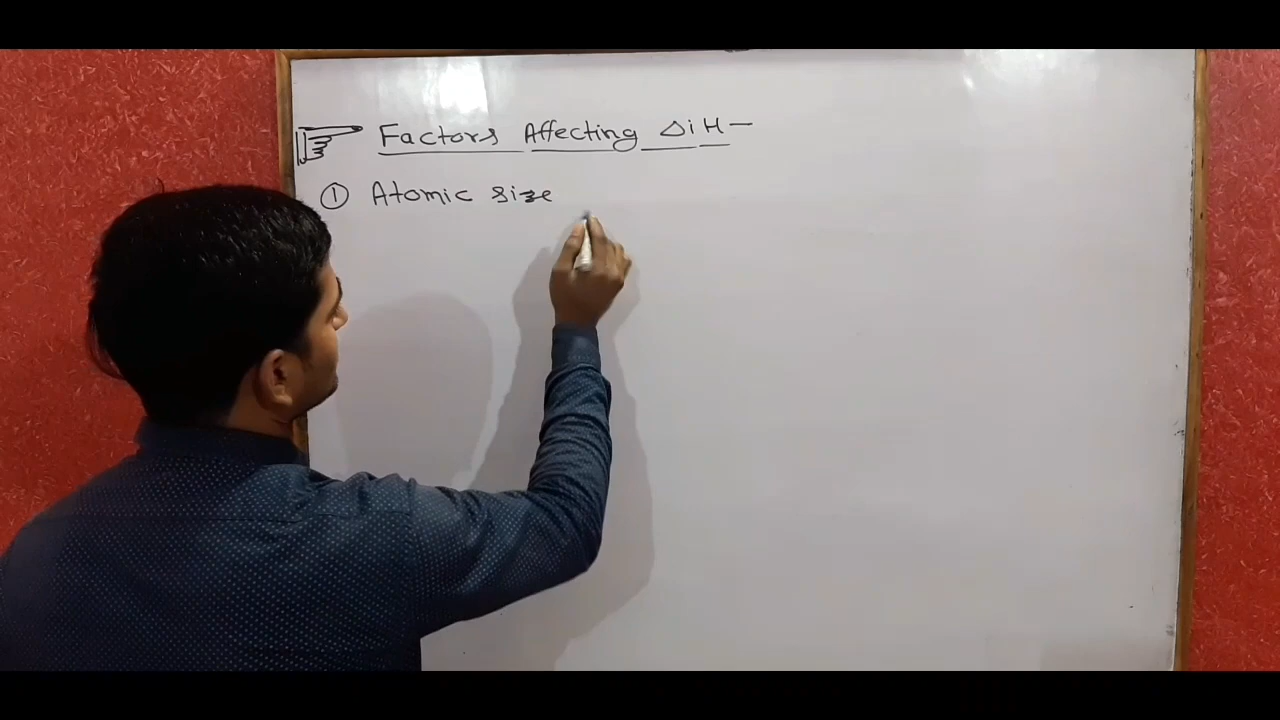 Factors Affecting ΔiH-
① Atomic size